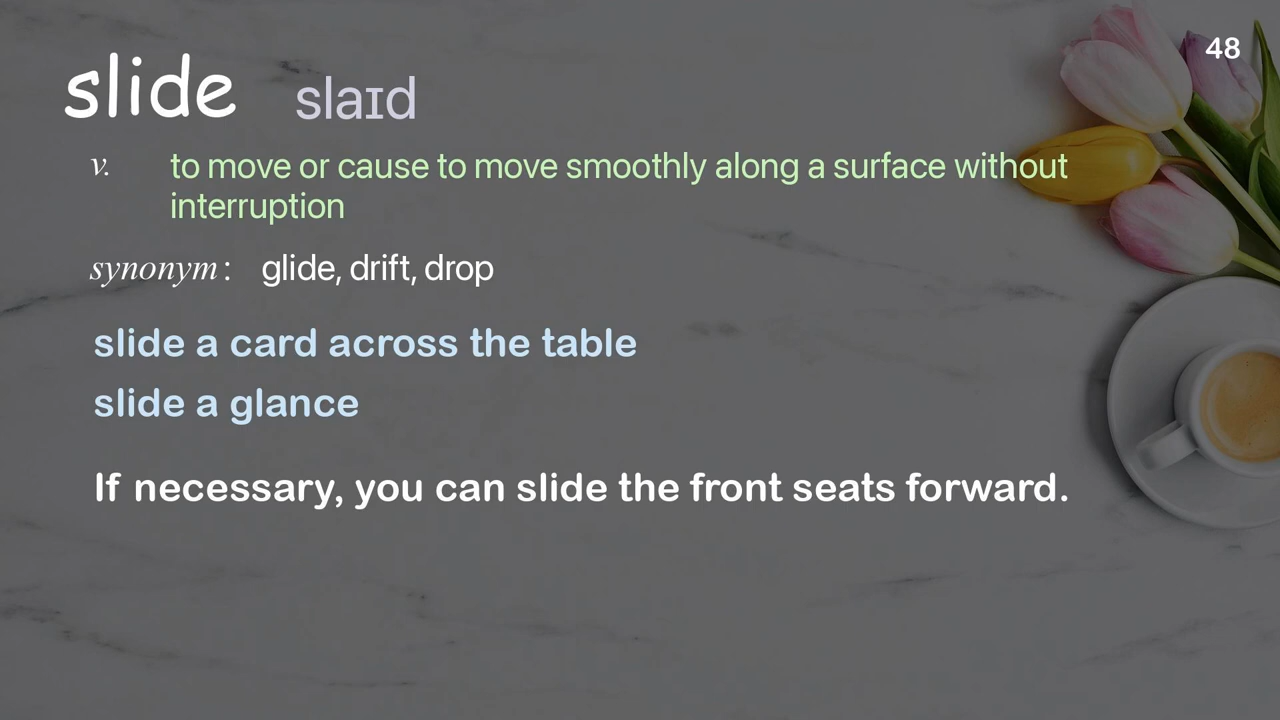 48
slide slaɪd
v. to move or cause to move smoothly along a surface without
interruption
synonym: glide, drift, drop
slide a card across the table
slide a glance
If necessary, you can slide the front seats forward.